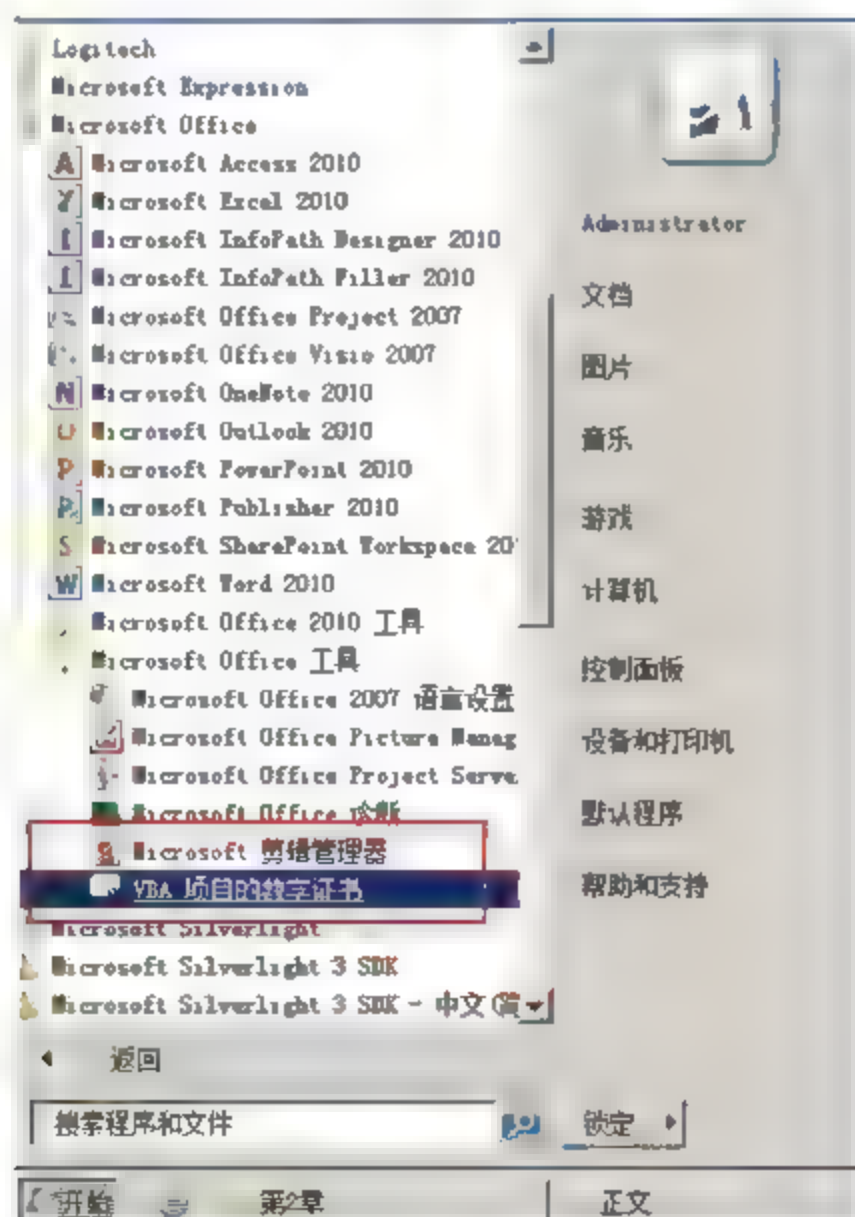 Logitech
Microsoft Expression
Microsoft Office
Microsoft Access 2010
Microsoft Excel 2010
Microsoft InfoPath Designer 2010
Microsoft InfoPath Filler 2010
Microsoft Office Project 2007
Microsoft Office Visio 2007
Microsoft OneNote 2010
Microsoft Outlook 2010
Microsoft PowerPoint 2010
Microsoft Publisher 2010
Microsoft SharePoint Workspace 20
Microsoft Word 2010
Microsoft Office 2010 工具
Microsoft Office 工具
Microsoft Office 2007 语言设置
Microsoft Office Picture Manag
Microsoft Office Project Serve
Microsoft Office 诊断
Microsoft 剪辑管理器
VBA 项目的数字证书
Microsoft Silverlight
Microsoft Silverlight 3 SDK
Microsoft Silverlight 3 SDK - 中文(简
返回
搜索程序和文件
Administrator
文档
图片
音乐
游戏
计算机
控制面板
设备和打印机
默认程序
帮助和支持
锁定
开始
第2章
正文